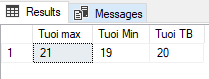 Results Messages
Tuoi max Tuoi Min Tuoi TB
1 21 19 20